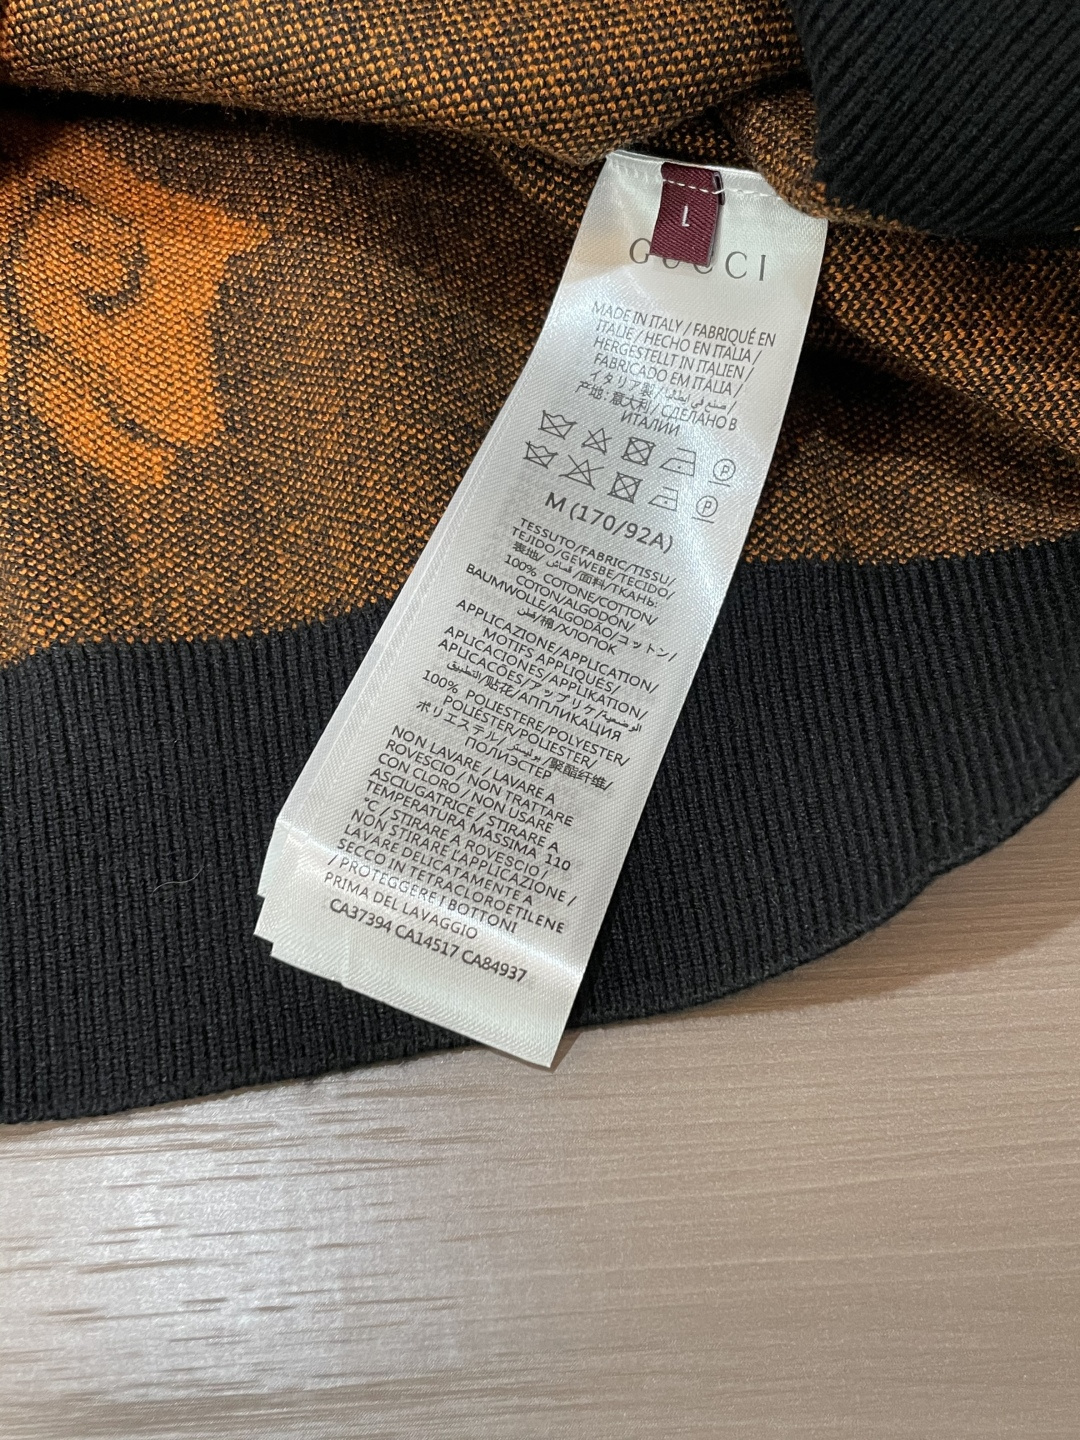 L
GUCCI
MADE IN ITALY / FABRIQUÉ EN
ITALIE / HECHO EN ITALIA /
HERGESTELLT IN ITALIEN /
FABRICADO EM ITÁLIA /
イタリア製 / صنع في إيطاليا /
产地: 意大利 / СДЕЛАНО В
ИТАЛИИ
P
P
M (170/92A)
TESSUTO/FABRIC/TISSU/
TEJIDO/GEWEBE/TECIDO/
表地/ قماش /面料/ТКАНЬ:
100% COTONE/COTTON/
COTON/ALGODÓN/
BAUMWOLLE/ALGODÃO/コットン/
قطن/棉/ХЛОПОК
APPLICAZIONE/APPLICATION/
MOTIFS APPLIQUÉS/
APLICACIONES/APPLIKATION/
APLICACÕES/アップリケ/
التطبيق/贴花/АППЛИКАЦИЯ
100% POLIESTERE/POLYESTER/
POLIÉSTER/POLIESTER/
ポリエステル/ بوليستر /聚酯纤维/
ПОЛИЭСТЕР
NON LAVARE / LAVARE A
ROVESCIO / NON TRATTARE
CON CLORO / NON USARE
ASCIUGATRICE / STIRARE A
TEMPERATURA MASSIMA 110
°C / STIRARE A ROVESCIO /
NON STIRARE L'APPLICAZIONE /
LAVARE DELICATAMENTE A
SECCO IN TETRACLOROETILENE
/ PROTEGGERE I BOTTONI
PRIMA DEL LAVAGGIO
CA37394 CA14517 CA84937